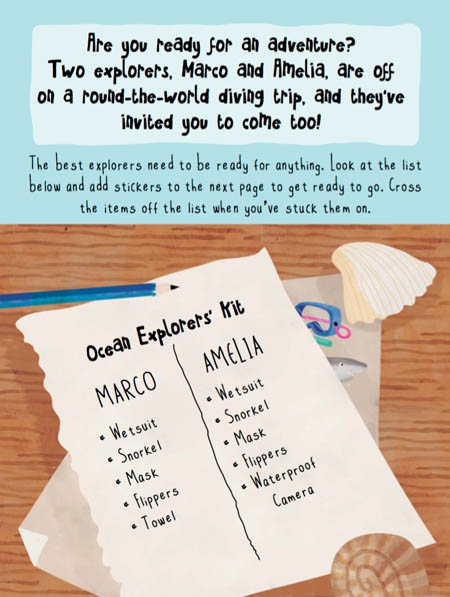 Are you ready for an adventure?
Two explorers, Marco and Amelia, are off
on a round-the-world diving trip, and they've
invited you to come too!
The best explorers need to be ready for anything. Look at the list
below and add stickers to the next page to get ready to go. Cross
the items off the list when you've stuck them on.
Ocean Explorers' Kit
MARCO
• Wetsuit
• Snorkel
• Mask
• Flippers
• Towel
AMELIA
• Wetsuit
• Snorkel
• Mask
• Flippers
• Waterproof
Camera